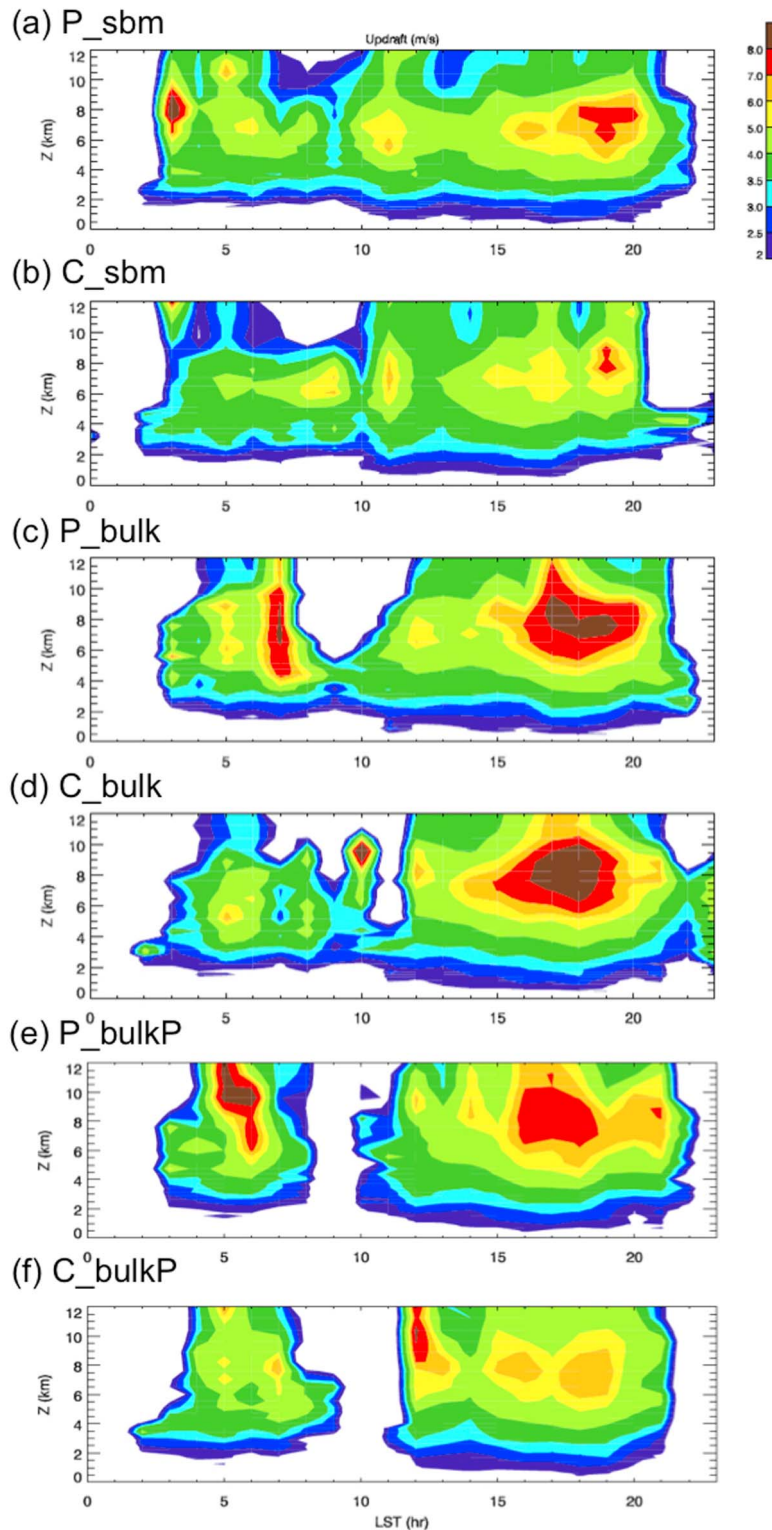 (a) P_sbm
Updraft (m/s)
12
10
8
6
4
2
0
Z (km)
0 5 10 15 20
8.0
7.0
6.0
5.0
4.0
3.5
3.0
2.5
2
(b) C_sbm
12
10
8
6
4
2
0
Z (km)
0 5 10 15 20
(c) P_bulk
12
10
8
6
4
2
0
Z (km)
0 5 10 15 20
(d) C_bulk
12
10
8
6
4
2
0
Z (km)
0 5 10 15 20
(e) P_bulkP
12
10
8
6
4
2
0
Z (km)
0 5 10 15 20
(f) C_bulkP
12
10
8
6
4
2
0
Z (km)
0 5 10 15 20
LST (hr)